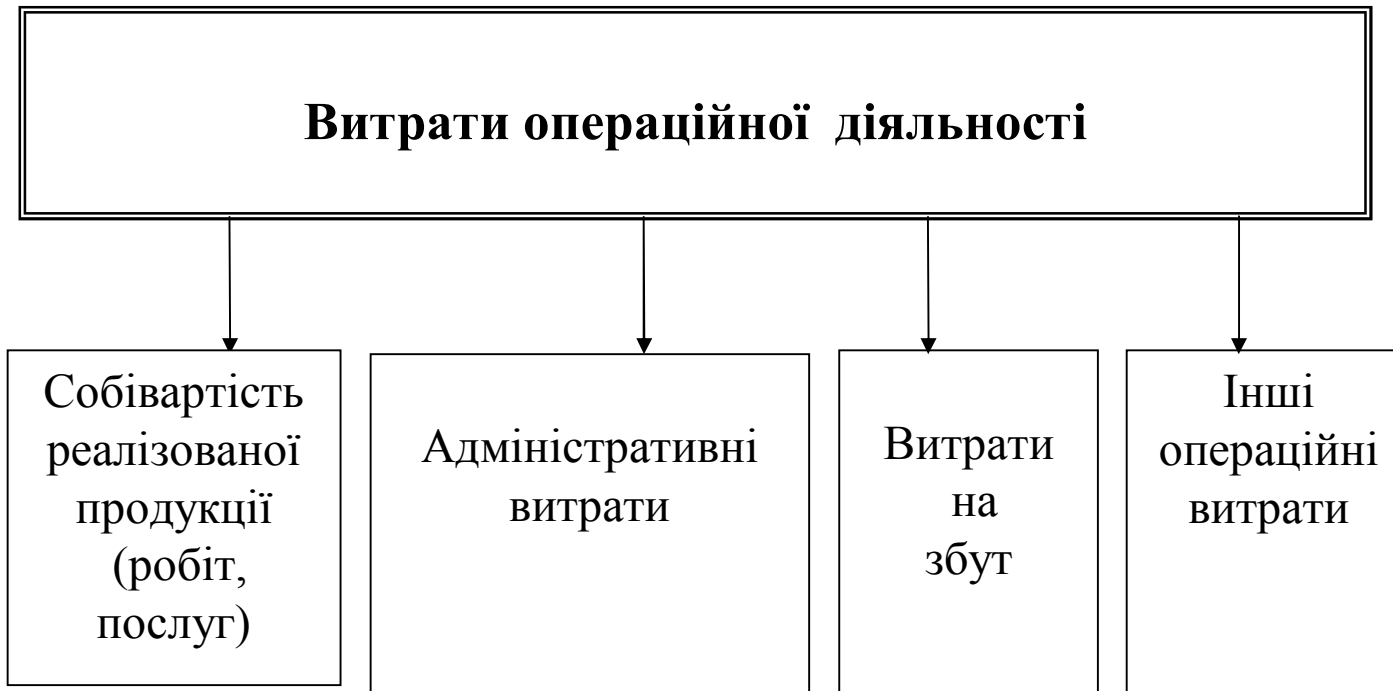 Витрати операційної діяльності
Собівартість
реалізованої
продукції
(робіт,
послуг)
Адміністративні
витрати
Витрати
на
збут
Інші
операційні
витрати